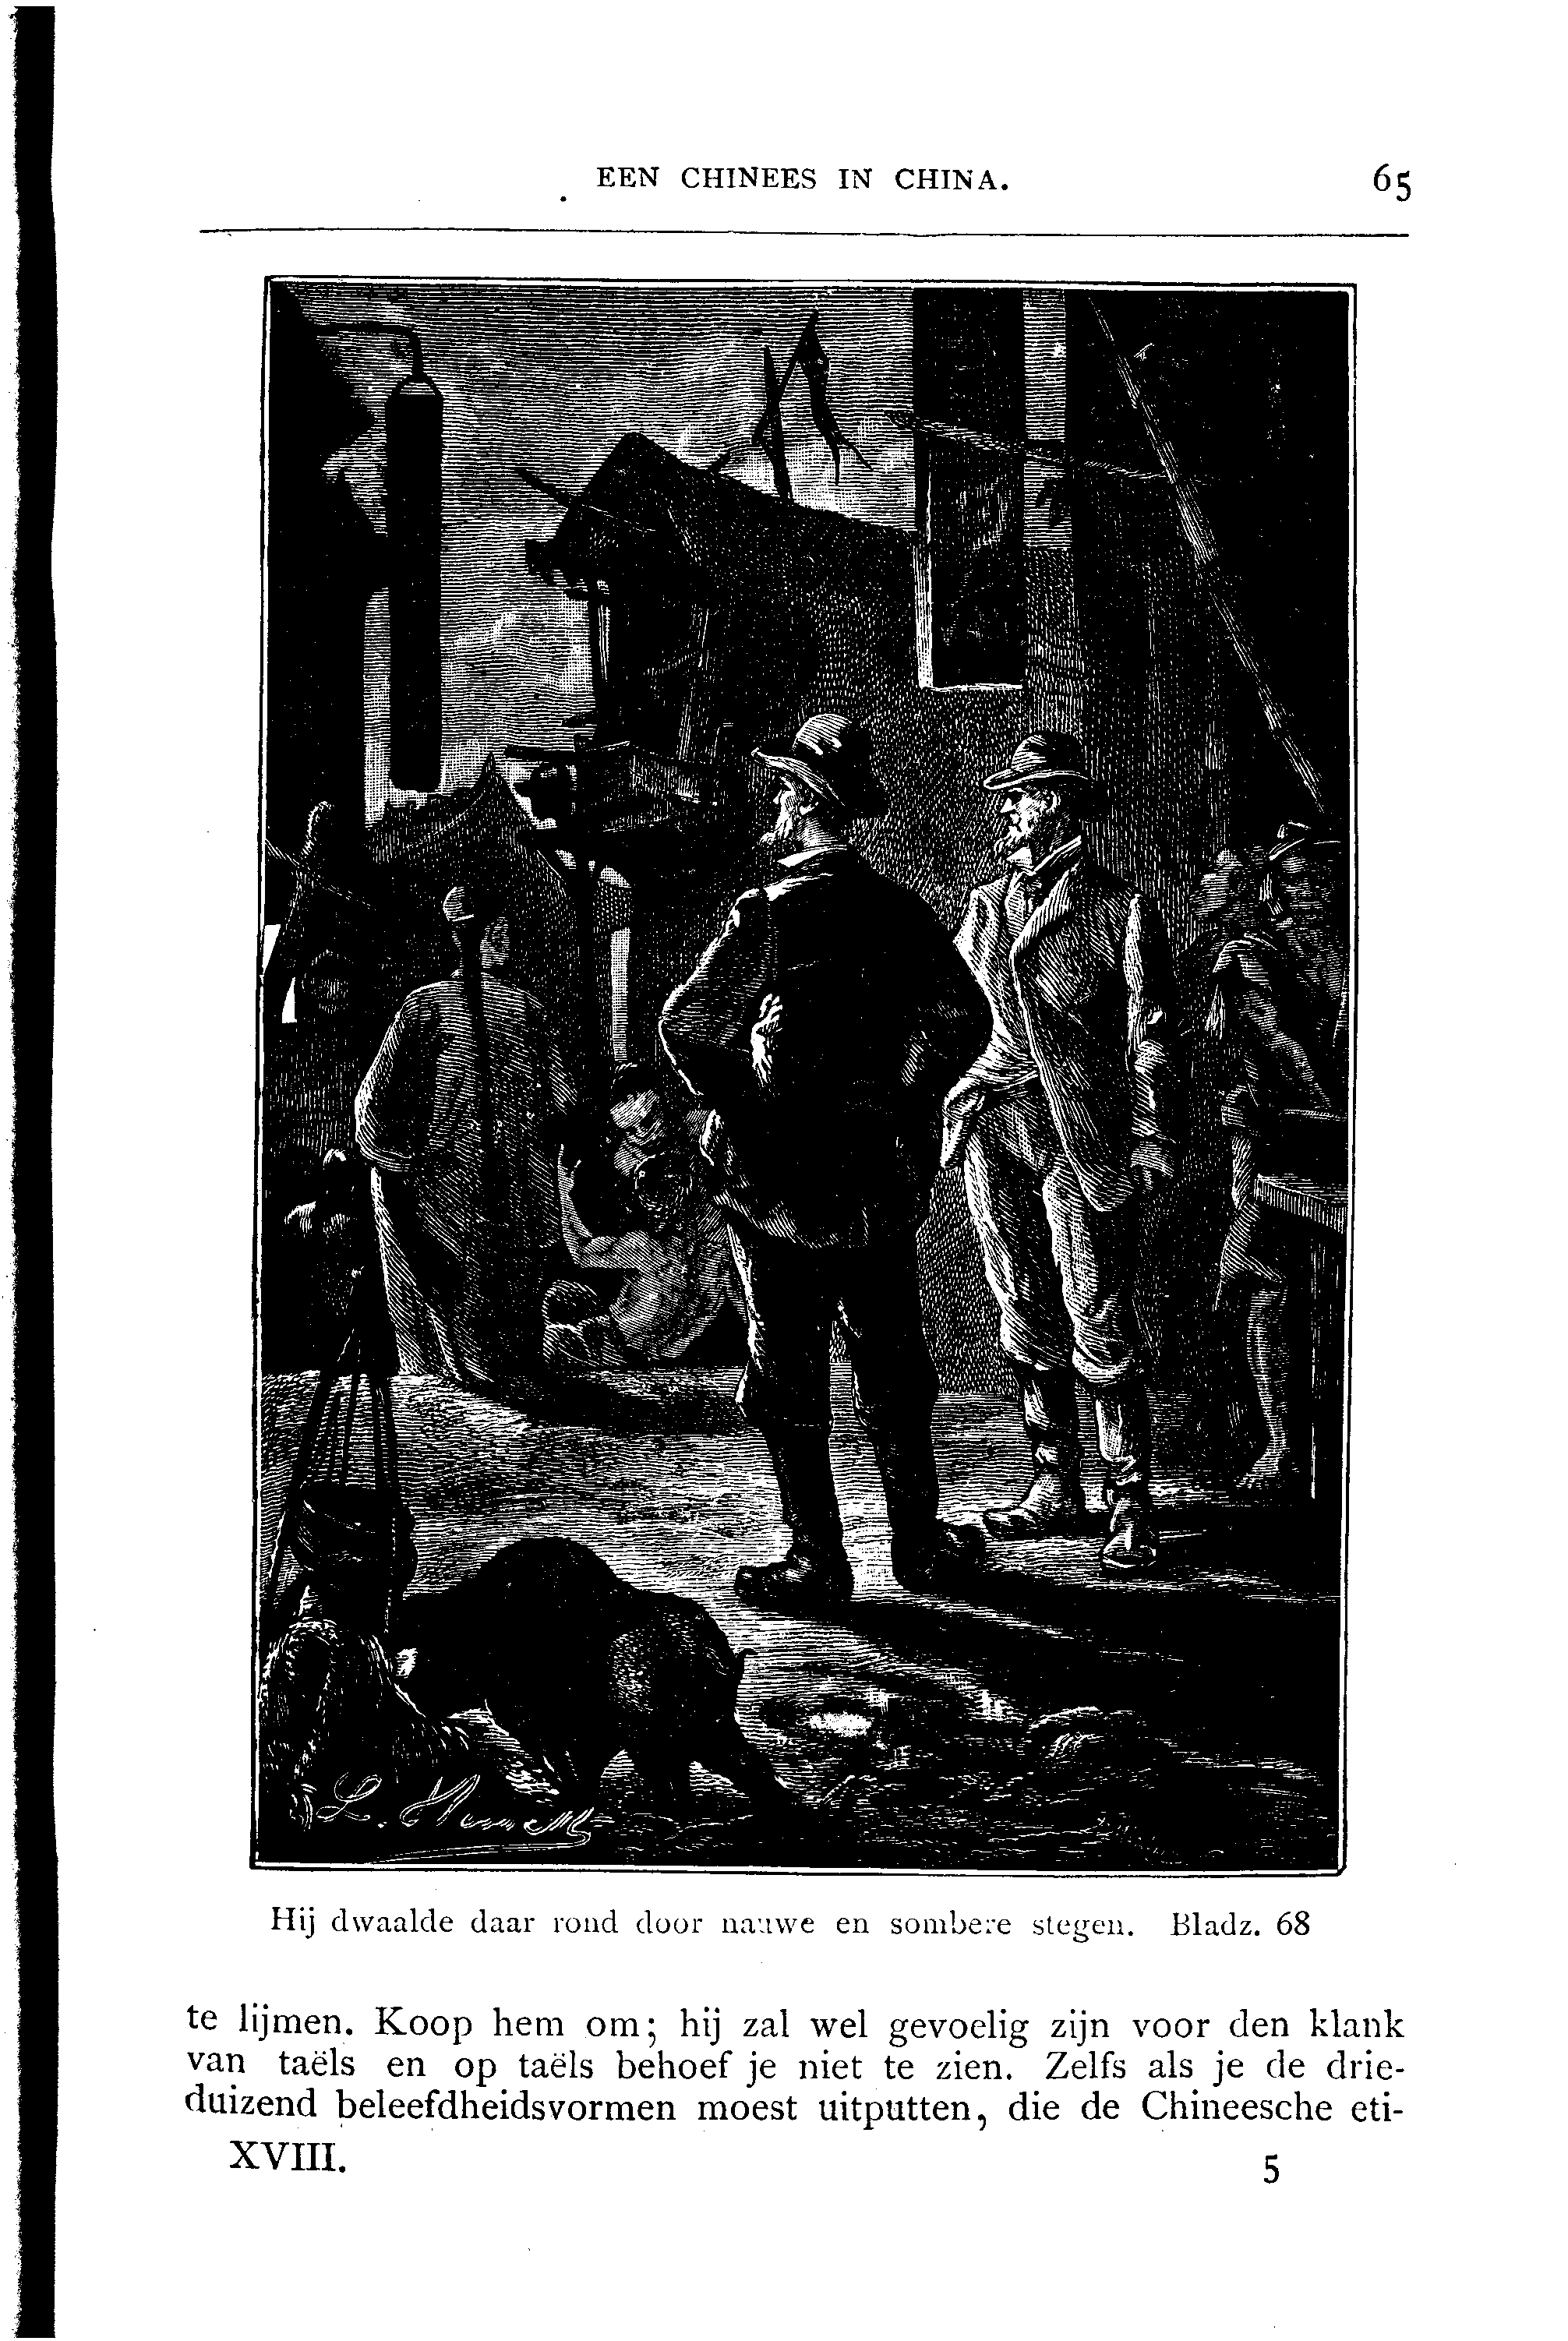 EEN CHINEES IN CHINA. 65
Hij dwaalde daar rond door nauwe en sombere stegen. Bladz. 68
te lijmen. Koop hem om; hij zal wel gevoelig zijn voor den klank
van taëls en op taëls behoef je niet te zien. Zelfs als je de drie-
duizend beleefdheidsvormen moest uitputten, die de Chineesche eti-
XVIII. 5